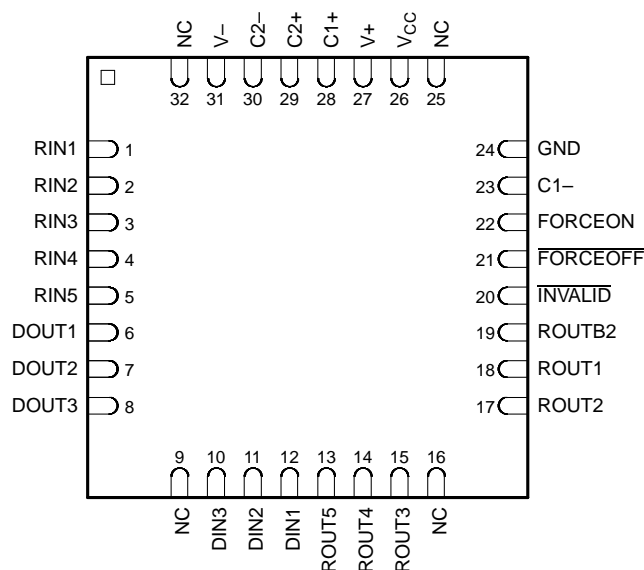 NC V– C2– C2+ C1+ V+ VCC NC
32 31 30 29 28 27 26 25
RIN1 1 24 GND
RIN2 2 23 C1–
RIN3 3 22 FORCEON
RIN4 4 21 FORCEOFF
RIN5 5 20 INVALID
DOUT1 6 19 ROUTB2
DOUT2 7 18 ROUT1
DOUT3 8 17 ROUT2
9 10 11 12 13 14 15 16
NC DIN3 DIN2 DIN1 ROUT5 ROUT4 ROUT3 NC